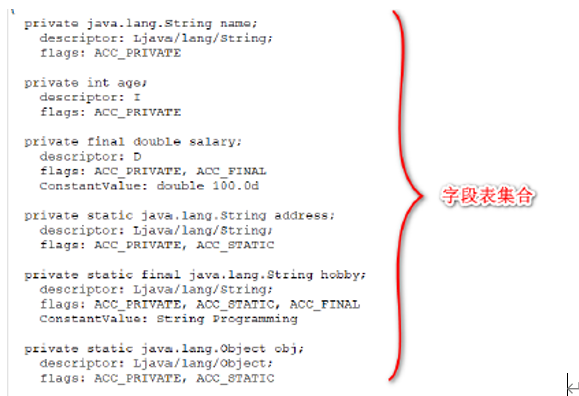 {
private java.lang.String name;
descriptor: Ljava/lang/String;
flags: ACC_PRIVATE
private int age;
descriptor: I
flags: ACC_PRIVATE
private final double salary;
descriptor: D
flags: ACC_PRIVATE, ACC_FINAL
ConstantValue: double 100.0d
private static java.lang.String address;
descriptor: Ljava/lang/String;
flags: ACC_PRIVATE, ACC_STATIC
字段表集合
private static final java.lang.String hobby;
descriptor: Ljava/lang/String;
flags: ACC_PRIVATE, ACC_STATIC, ACC_FINAL
ConstantValue: String Programming
private static java.lang.Object obj;
descriptor: Ljava/lang/Object;
flags: ACC_PRIVATE, ACC_STATIC